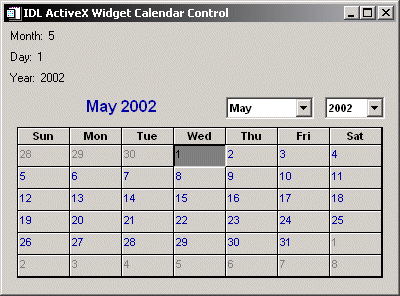 IDL ActiveX Widget Calendar Control
Month: 5
Day: 1
Year: 2002
May 2002 May 2002
Sun Mon Tue Wed Thu Fri Sat
28 29 30 1 2 3 4
5 6 7 8 9 10 11
12 13 14 15 16 17 18
19 20 21 22 23 24 25
26 27 28 29 30 31 1
2 3 4 5 6 7 8